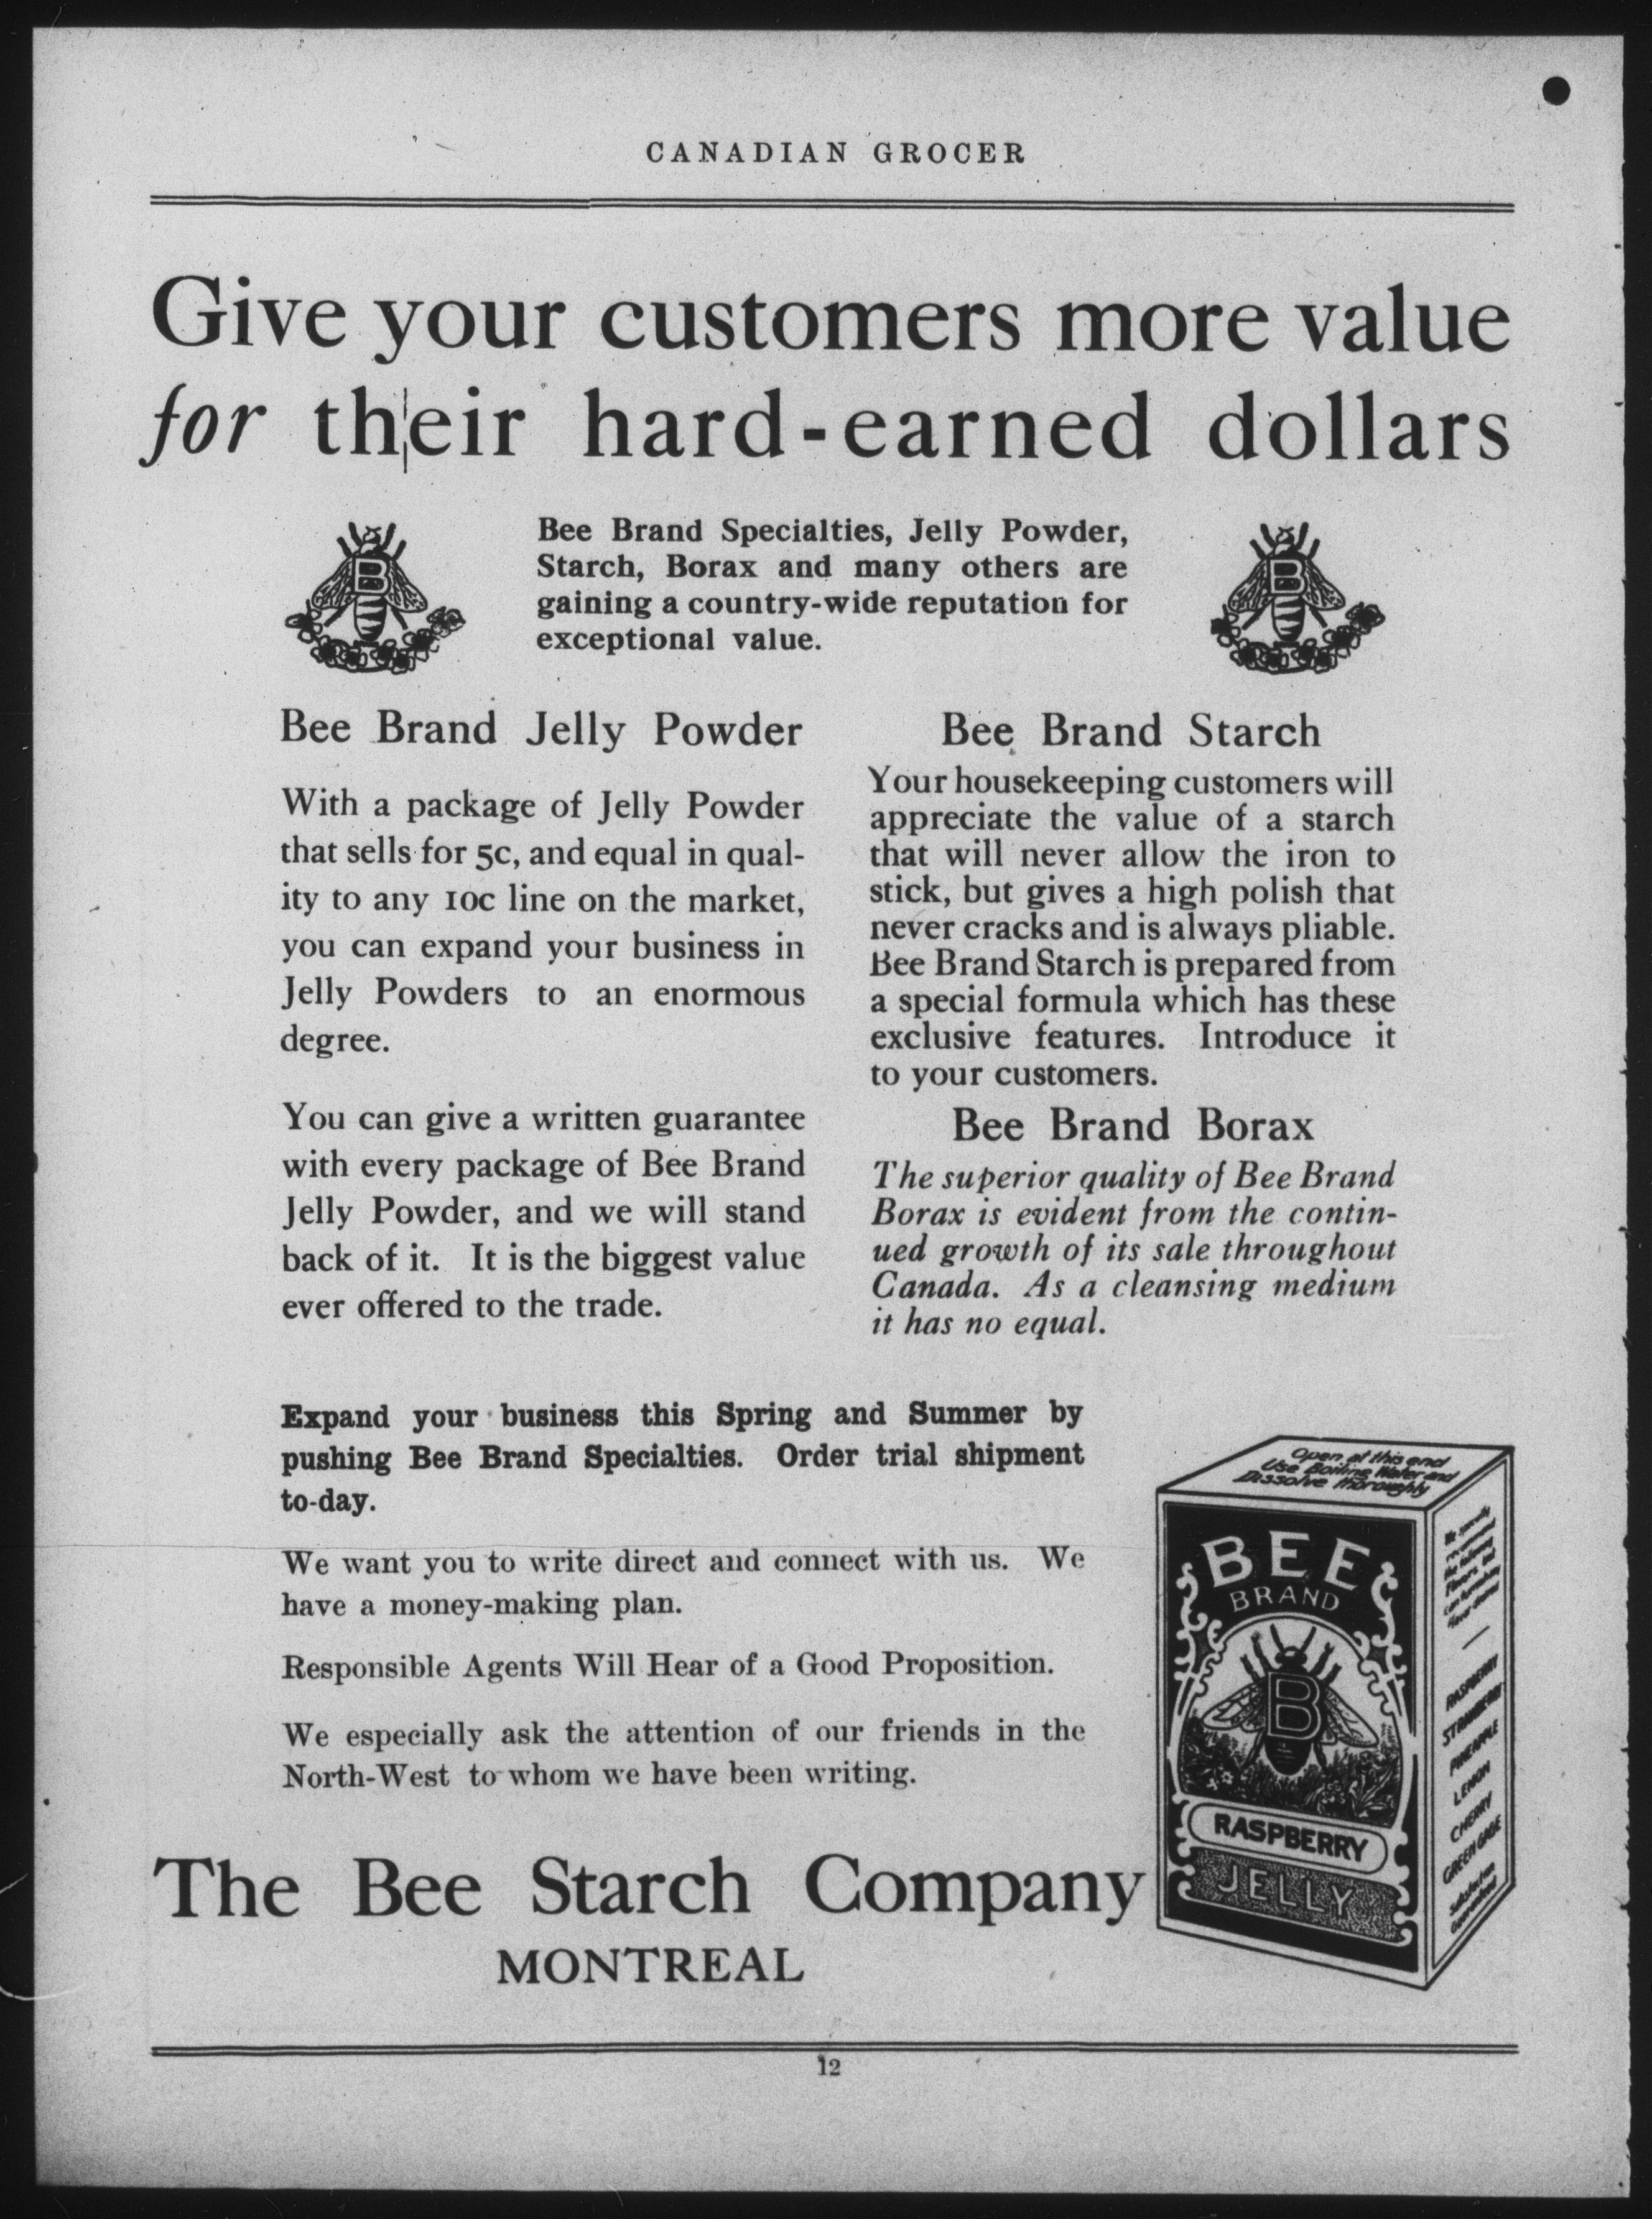 CANADIAN GROCER
Give your customers more value
for their hard-earned dollars
Bee Brand Specialties, Jelly Powder,
Starch, Borax and many others are
gaining a country-wide reputation for
exceptional value.
B
B
Bee Brand Jelly Powder
With a package of Jelly Powder
that sells for 5c, and equal in qual-
ity to any 10c line on the market,
you can expand your business in
Jelly Powders to an enormous
degree.
You can give a written guarantee
with every package of Bee Brand
Jelly Powder, and we will stand
back of it. It is the biggest value
ever offered to the trade.
Bee Brand Starch
Your housekeeping customers will
appreciate the value of a starch
that will never allow the iron to
stick, but gives a high polish that
never cracks and is always pliable.
Bee Brand Starch is prepared from
a special formula which has these
exclusive features. Introduce it
to your customers.
Bee Brand Borax
The superior quality of Bee Brand
Borax is evident from the contin-
ued growth of its sale throughout
Canada. As a cleansing medium
it has no equal.
Expand your business this Spring and Summer by
pushing Bee Brand Specialties. Order trial shipment
to-day.
We want you to write direct and connect with us. We
have a money-making plan.
Responsible Agents Will Hear of a Good Proposition.
We especially ask the attention of our friends in the
North-West to whom we have been writing.
The Bee Starch Company
MONTREAL
Open at this end
Use Boiling Water and
Dissolve thoroughly
BEE
BRAND
B
RASPBERRY
JELLY
RASPBERRY
STRAWBERRY
PINEAPPLE
LEMON
CHERRY
GREEN GAGE
Satisfaction
Guaranteed
12